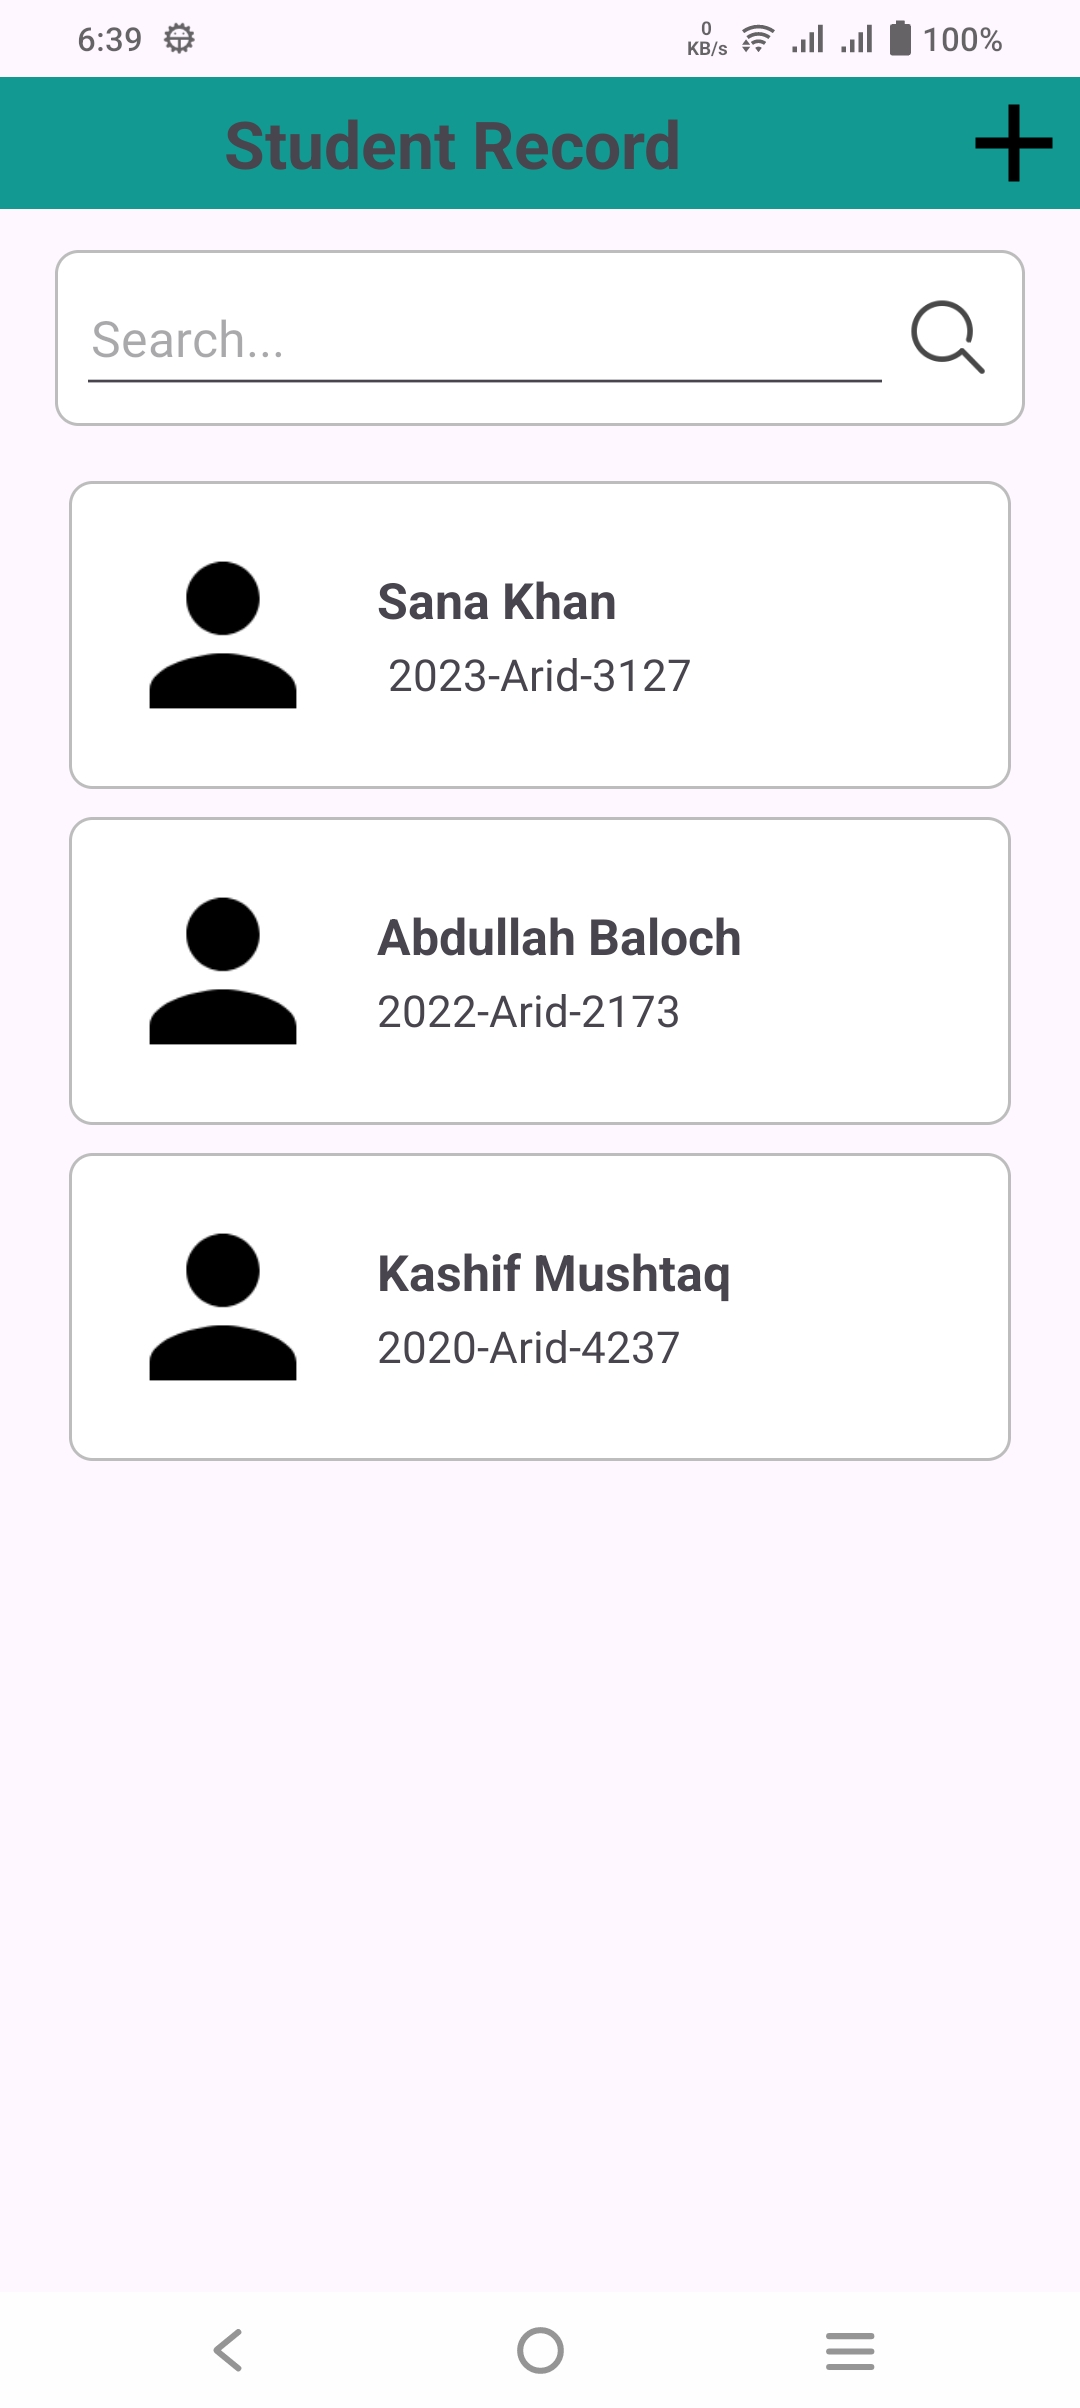 6:39
0
KB/s
100%
Student Record
Search...
Sana Khan
2023-Arid-3127
Abdullah Baloch
2022-Arid-2173
Kashif Mushtaq
2020-Arid-4237